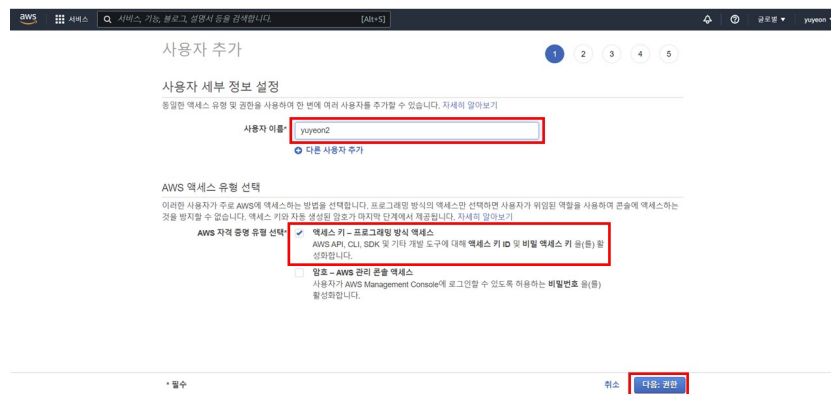 aws 서비스 서비스, 기능, 블로그, 설명서 등을 검색합니다. [Alt+S] 글로벌 ▼ yuyeon
사용자 추가 1 2 3 4 5
사용자 세부 정보 설정
동일한 액세스 유형 및 권한을 사용하여 한 번에 여러 사용자를 추가할 수 있습니다. 자세히 알아보기
사용자 이름* yuyeon2
다른 사용자 추가
AWS 액세스 유형 선택
이러한 사용자가 주로 AWS에 액세스하는 방법을 선택합니다. 프로그래밍 방식의 액세스만 선택하면 사용자가 위임된 역할을 사용하여 콘솔에 액세스하는
것을 방지할 수 없습니다. 액세스 키와 자동 생성된 암호가 마지막 단계에서 제공됩니다. 자세히 알아보기
AWS 자격 증명 유형 선택* 액세스 키 – 프로그래밍 방식 액세스
AWS API, CLI, SDK 및 기타 개발 도구에 대해 액세스 키 ID 및 비밀 액세스 키 을(를) 활
성화합니다.
암호 – AWS 관리 콘솔 액세스
사용자가 AWS Management Console에 로그인할 수 있도록 허용하는 비밀번호 을(를)
활성화합니다.
* 필수 취소 다음: 권한